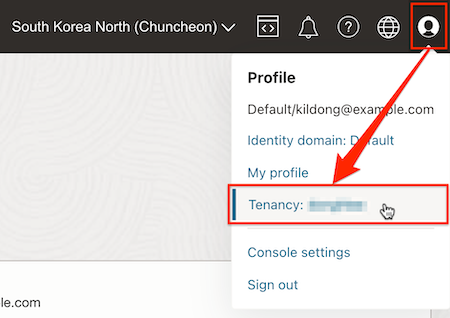 South Korea North (Chuncheon)
Profile
Default/kildong@example.com
Identity domain: Default
My profile
Tenancy:
Console settings
Sign out
le.com